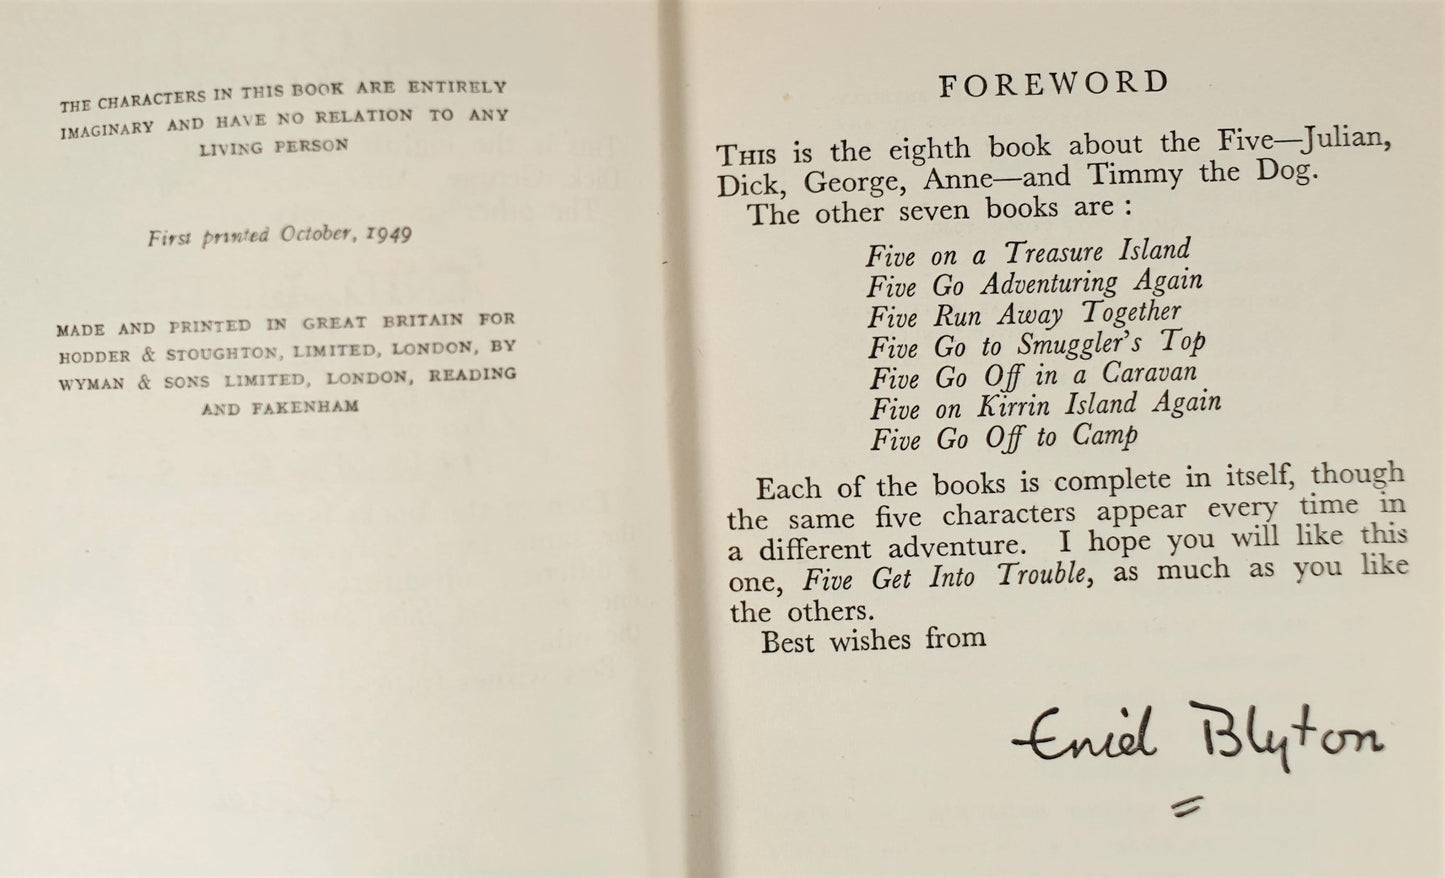 THE CHARACTERS IN THIS BOOK ARE ENTIRELY
IMAGINARY AND HAVE NO RELATION TO ANY
LIVING PERSON
First printed October, 1949
MADE AND PRINTED IN GREAT BRITAIN FOR
HODDER & STOUGHTON, LIMITED, LONDON, BY
WYMAN & SONS LIMITED, LONDON, READING
AND FAKENHAM
FOREWORD
THIS is the eighth book about the Five—Julian,
Dick, George, Anne—and Timmy the Dog.
The other seven books are :
Five on a Treasure Island
Five Go Adventuring Again
Five Run Away Together
Five Go to Smuggler's Top
Five Go Off in a Caravan
Five on Kirrin Island Again
Five Go Off to Camp
Each of the books is complete in itself, though
the same five characters appear every time in
a different adventure. I hope you will like this
one, Five Get Into Trouble, as much as you like
the others.
Best wishes from
Enid Blyton